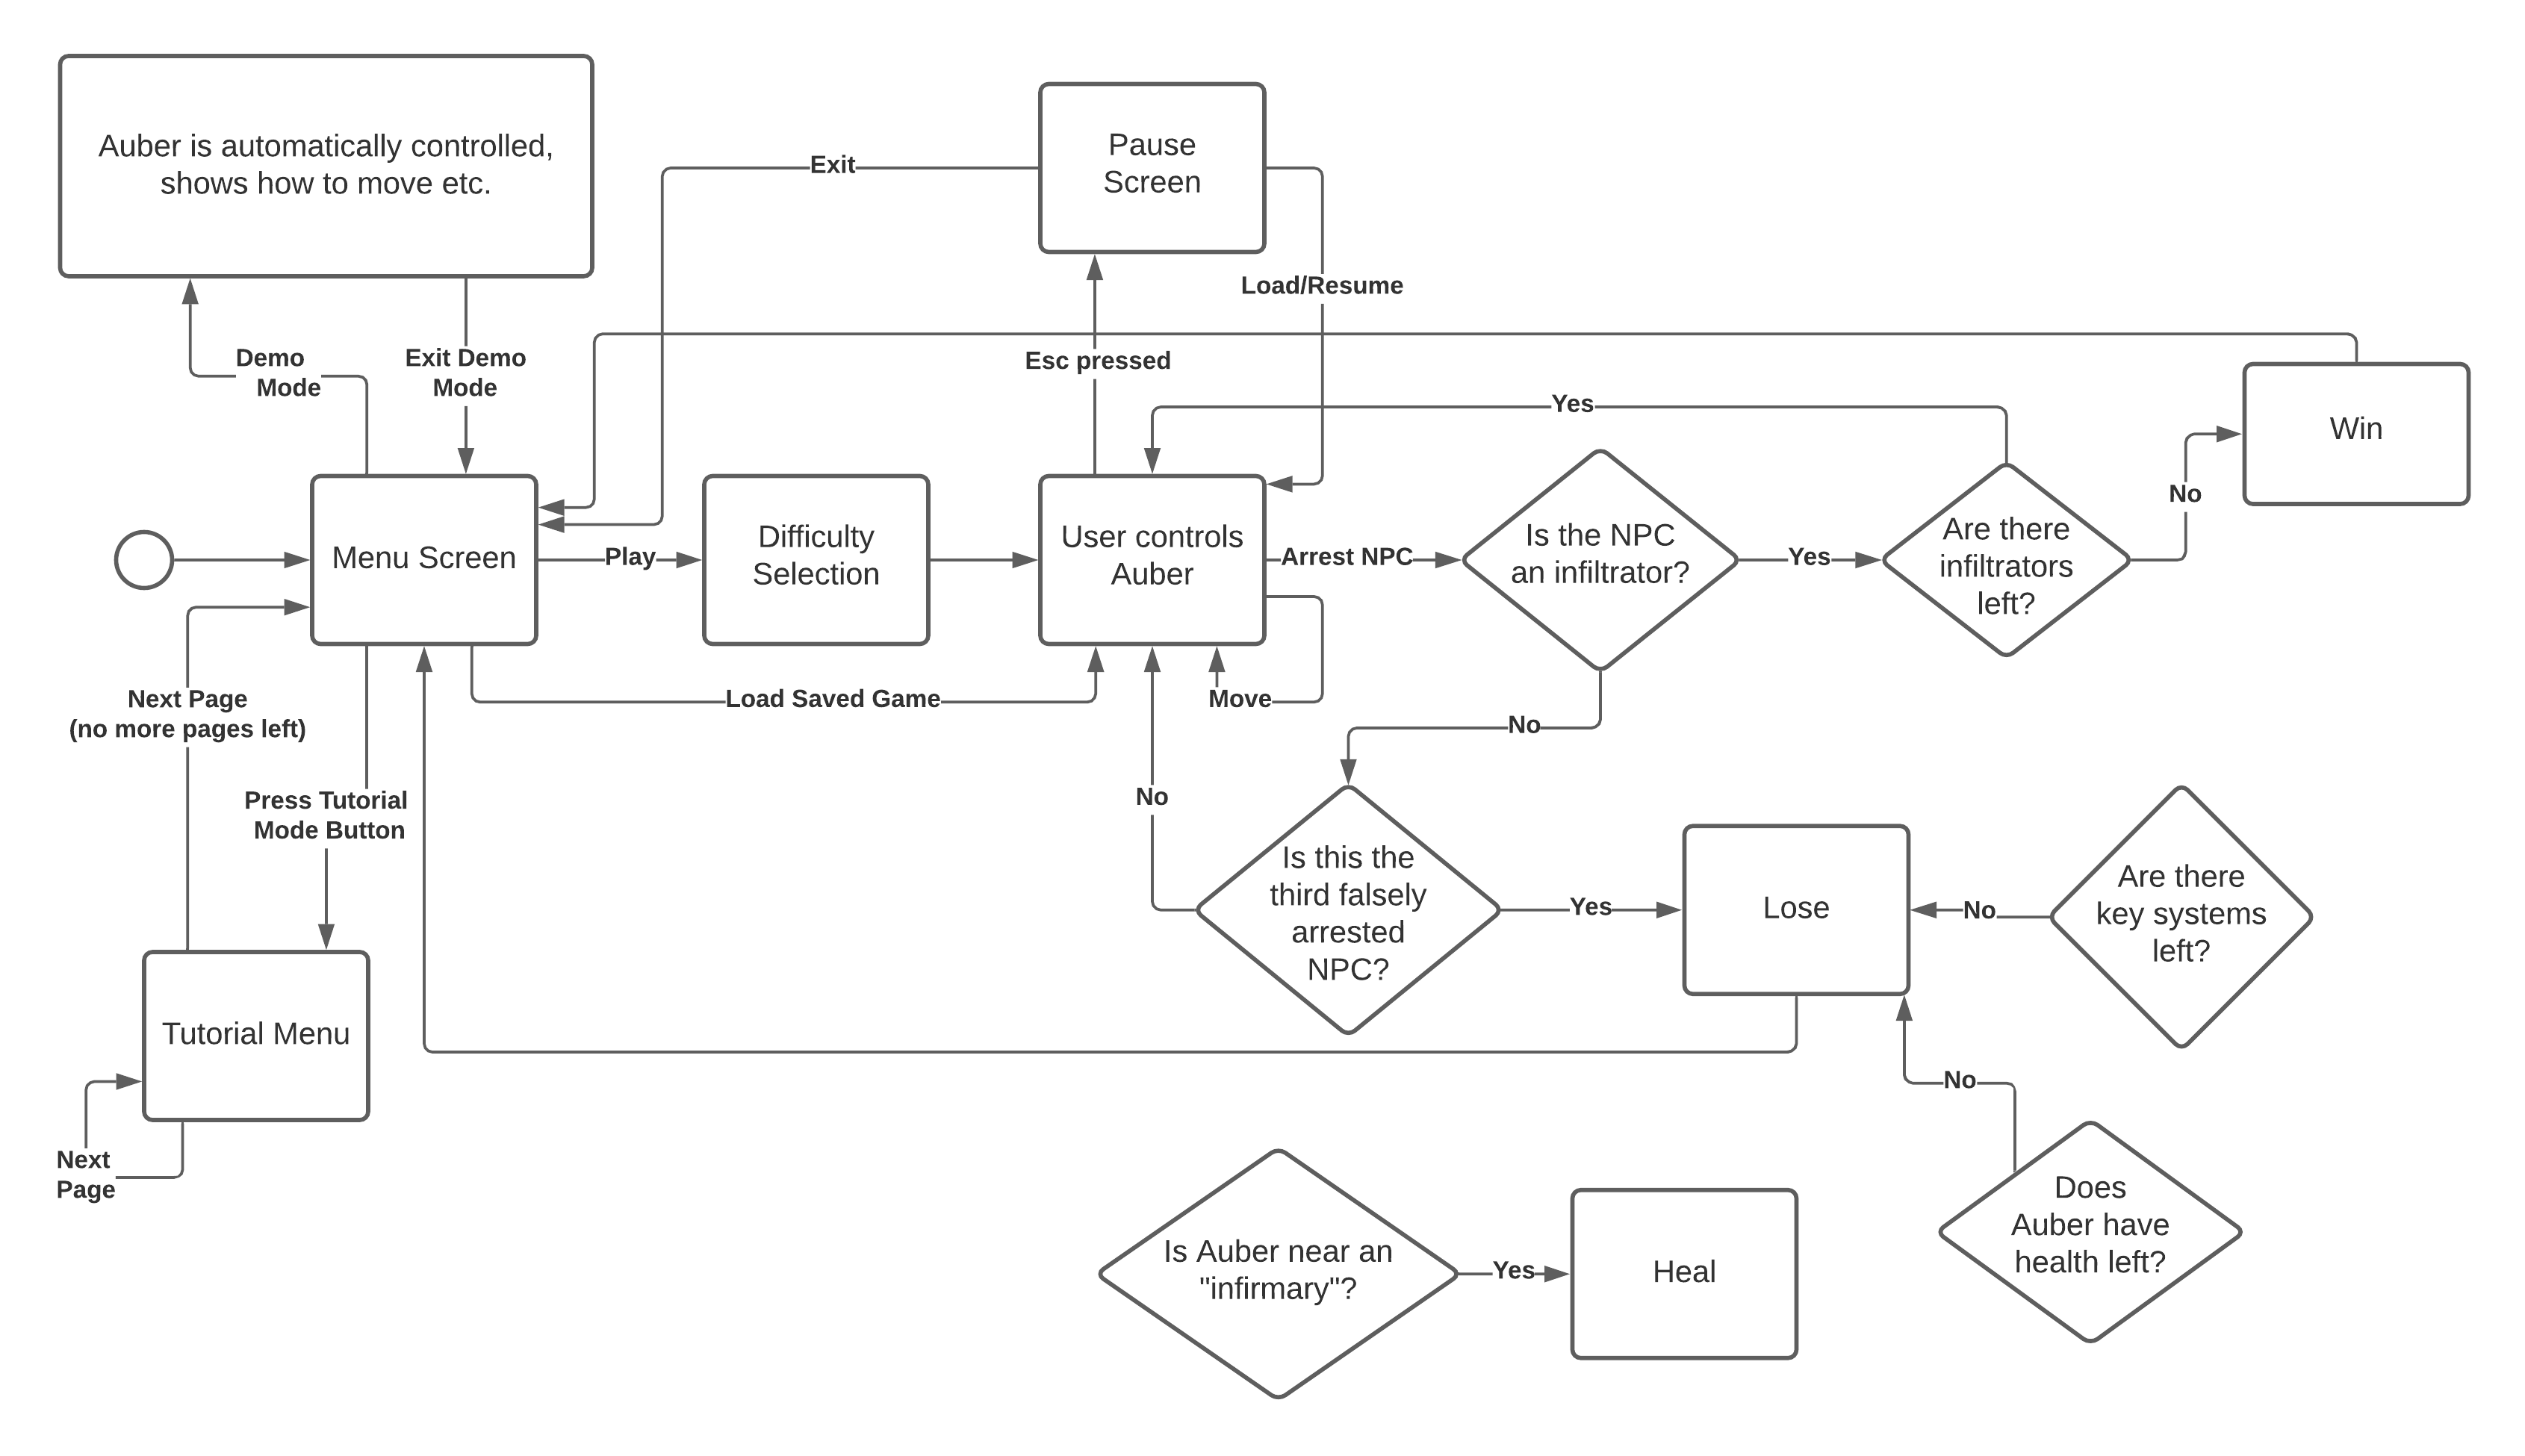 Auber is automatically controlled,
shows how to move etc.
Pause
Screen
Exit
Load/Resume
Demo
Mode
Exit Demo
Mode
Esc pressed
Yes
Win
No
Menu Screen
Play
Difficulty
Selection
User controls
Auber
Arrest NPC
Is the NPC
an infiltrator?
Yes
Are there
infiltrators
left?
Next Page
(no more pages left)
Load Saved Game
Move
No
Press Tutorial
Mode Button
No
Is this the
third falsely
arrested
NPC?
Yes
Lose
No
Are there
key systems
left?
Tutorial Menu
No
Next
Page
Is Auber near an
"infirmary"?
Yes
Heal
Does
Auber have
health left?